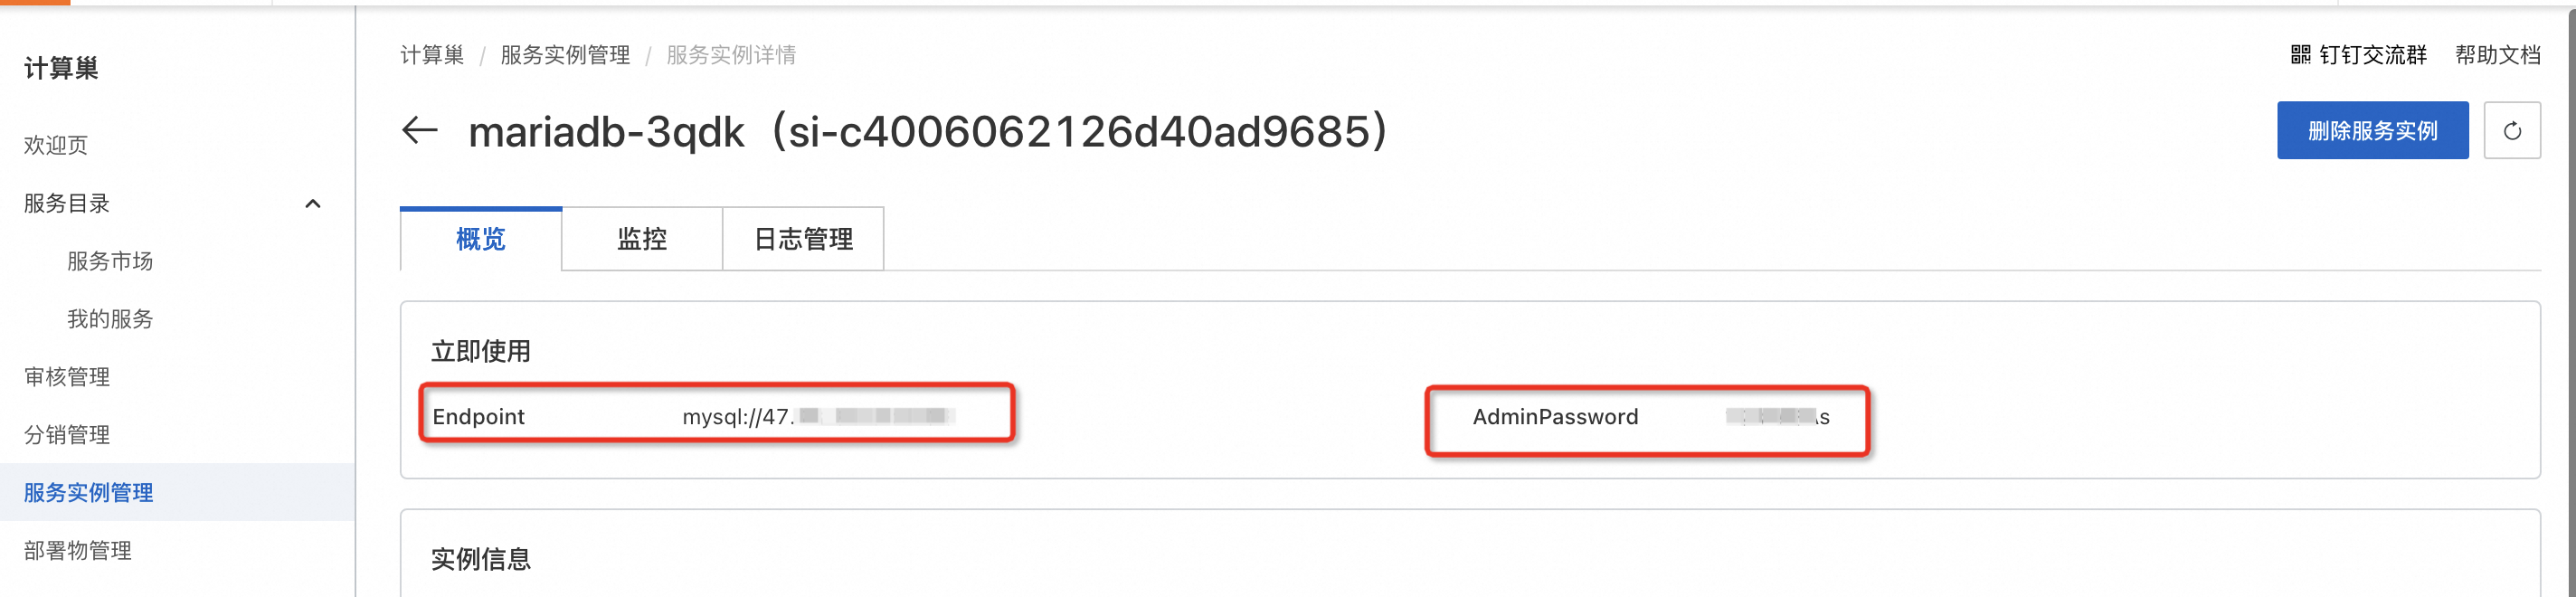 计算巢
欢迎页
服务目录
服务市场
我的服务
审核管理
分销管理
服务实例管理
部署物管理
计算巢 / 服务实例管理 / 服务实例详情
钉钉交流群 帮助文档
mariadb-3qdk（si-c4006062126d40ad9685）
删除服务实例
概览 监控 日志管理
立即使用
Endpoint mysql://47.
AdminPassword s
实例信息